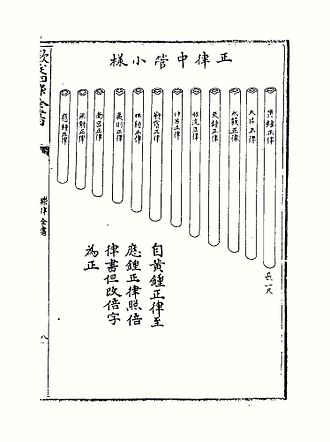 正律中管小樣
黃鍾正律
長一尺
大呂正律
太簇正律
夾鍾正律
姑洗正律
仲呂正律
蕤賓正律
林鍾正律
夷則正律
南呂正律
無射正律
應鍾正律
自黃鍾正律至
應鍾正律照倍
律書但改倍字
為正
欽定四庫全書
樂律全書